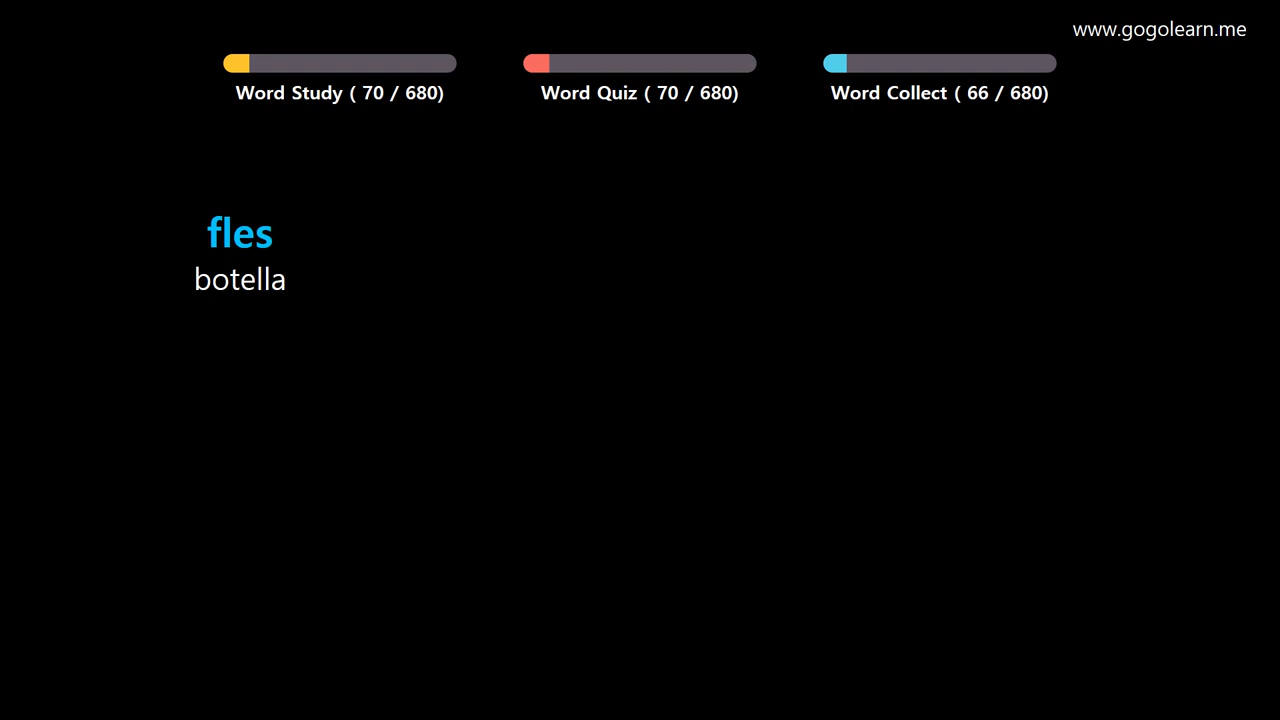 www.gogolearn.me
Word Study ( 70 / 680)
Word Quiz ( 70 / 680)
Word Collect ( 66 / 680)
fles
botella